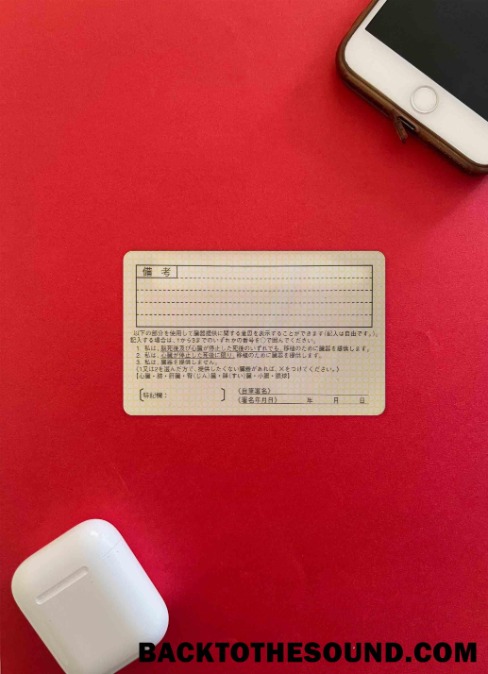 備考
以下の部分を使用して臓器提供に関する意思を表示することができます(記入は自由です。)。
記入する場合は、1から3までのいずれかの番号を○で囲んでください。
1. 私は、脳死後及び心臓が停止した死後のいずれでも、移植のために臓器を提供します。
2. 私は、心臓が停止した死後に限り、移植のために臓器を提供します。
3. 私は、臓器を提供しません。
《1又は2を選んだ方で、提供したくない臓器があれば、×をつけてください。》
【心臓・肺・肝臓・腎(じん)臓・膵(すい)臓・小腸・眼球】
〔特記欄: 〕
《自筆署名》
《署名年月日》 年 月 日
BACKTOTHESOUND.COM